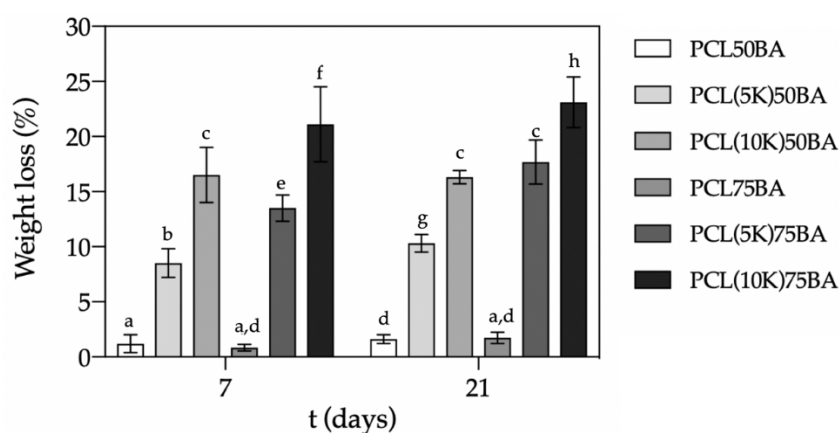 30
25
20
15
10
5
0
Weight loss (%)
a
b
c
a,d
e
f
d
g
c
a,d
c
h
7
21
t (days)
PCL50BA
PCL(5K)50BA
PCL(10K)50BA
PCL75BA
PCL(5K)75BA
PCL(10K)75BA